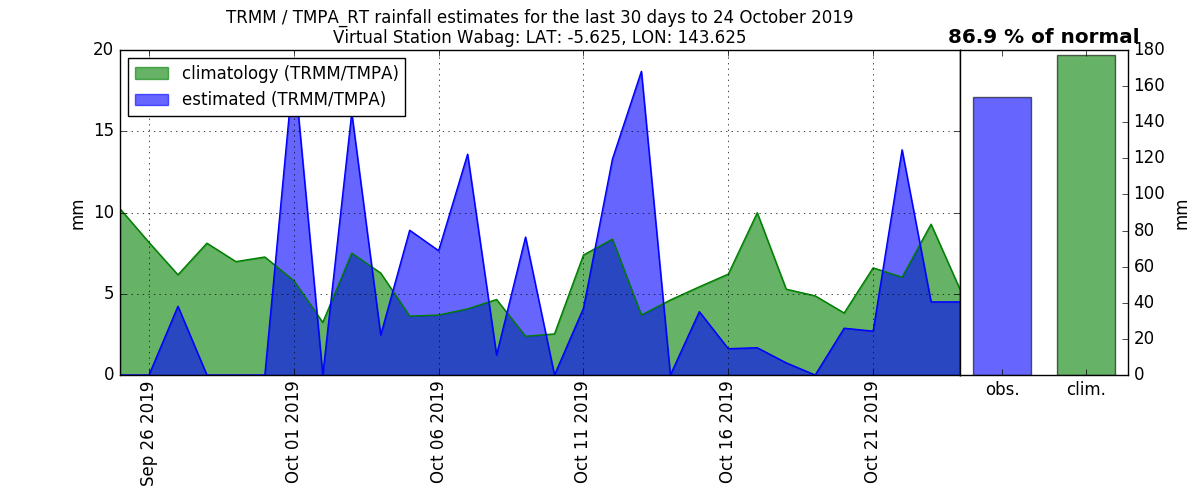 TRMM / TMPA_RT rainfall estimates for the last 30 days to 24 October 2019
Virtual Station Wabag: LAT: -5.625, LON: 143.625
86.9 % of normal
climatology (TRMM/TMPA)
estimated (TRMM/TMPA)
20
15
10
5
0
mm
Sep 26 2019
Oct 01 2019
Oct 06 2019
Oct 11 2019
Oct 16 2019
Oct 21 2019
obs.
clim.
180
160
140
120
100
80
60
40
20
0
mm